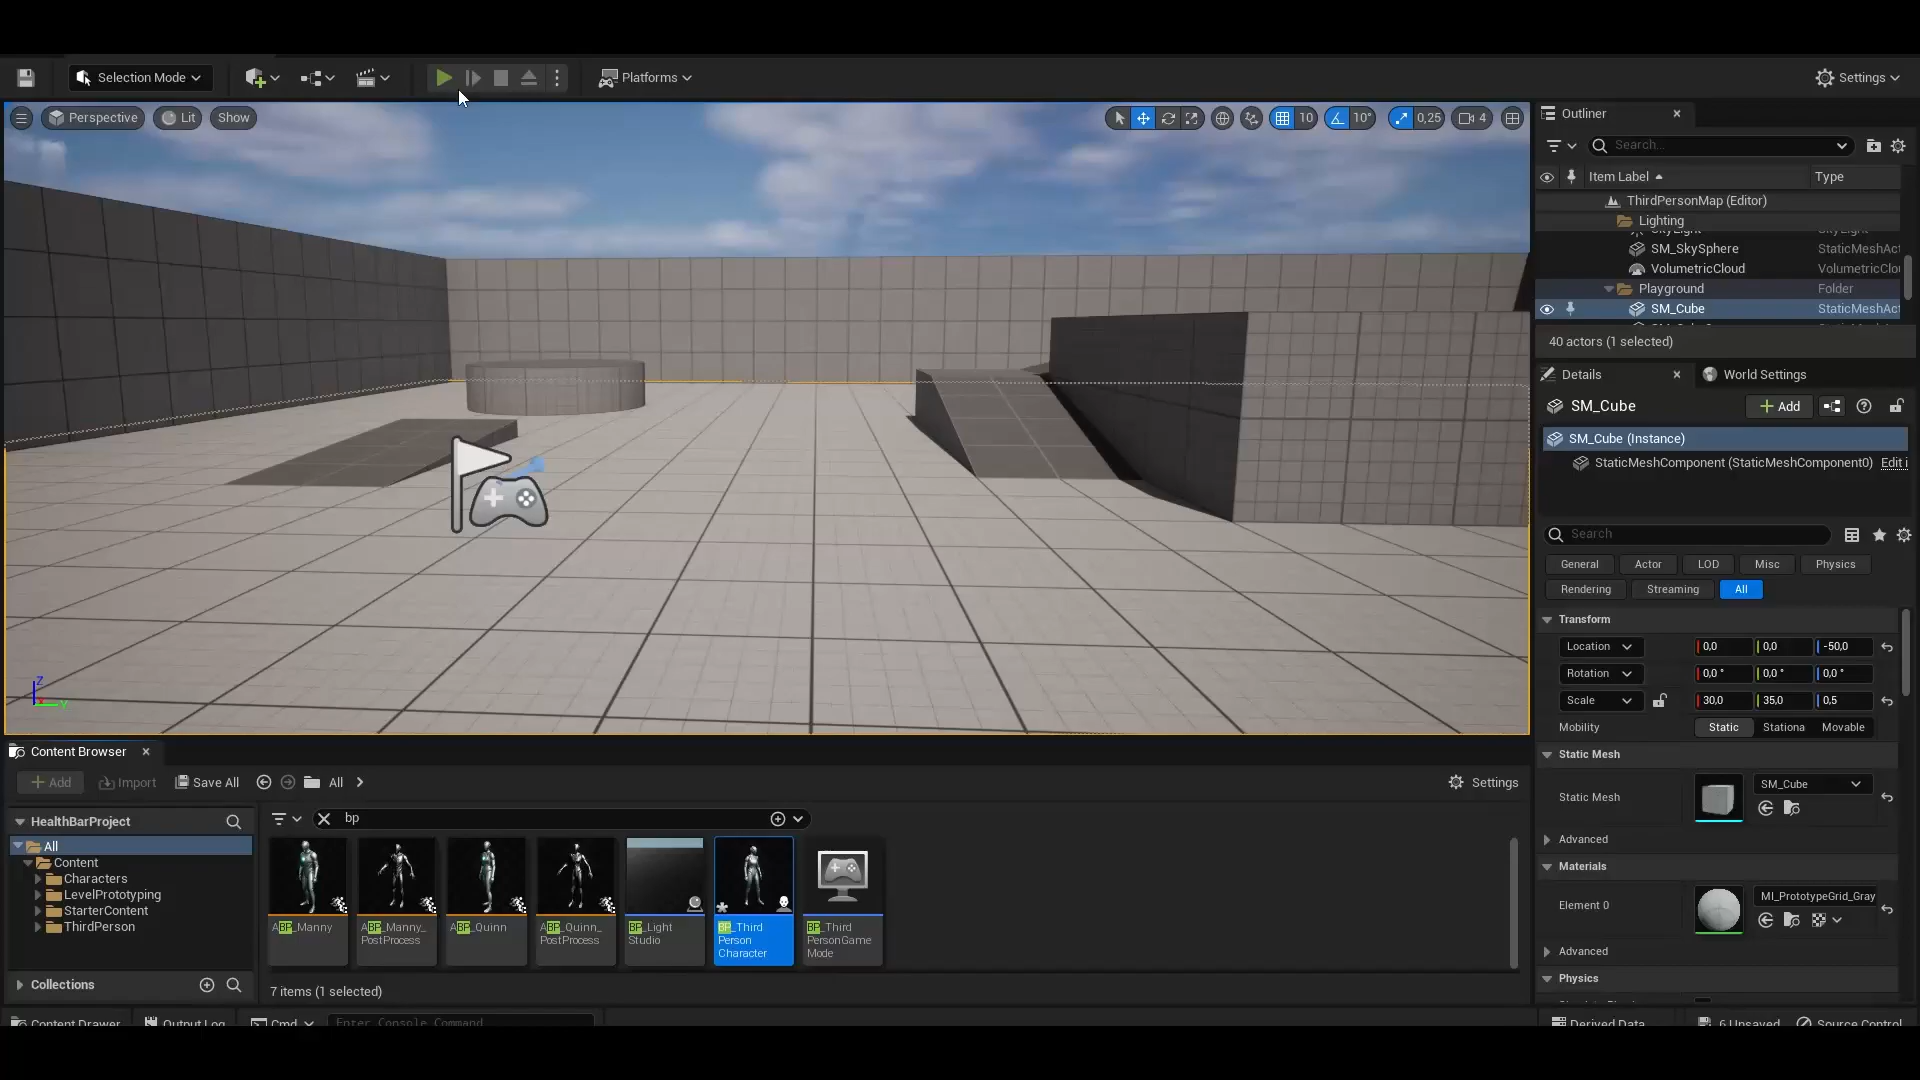 Selection Mode
Platforms
Settings
Perspective
Lit
Show
10
10°
0,25
4
Outliner
Search...
Item Label
Type
ThirdPersonMap (Editor)
Lighting
SkyLight
SM_SkySphere
StaticMeshAct
VolumetricCloud
VolumetricClou
Playground
Folder
SM_Cube
StaticMeshAct
40 actors (1 selected)
Details
World Settings
SM_Cube
Add
SM_Cube (Instance)
StaticMeshComponent (StaticMeshComponent0)
Edit i
Search
General
Actor
LOD
Misc
Physics
Rendering
Streaming
All
Transform
Location
0,0
0,0
-50,0
Rotation
0,0 °
0,0 °
0,0 °
Scale
30,0
35,0
0,5
Mobility
Static
Stationa
Movable
Static Mesh
Static Mesh
SM_Cube
Advanced
Materials
Element 0
MI_PrototypeGrid_Gray
Advanced
Physics
Z
Y
Content Browser
Add
Import
Save All
All
Settings
HealthBarProject
bp
All
Content
Characters
LevelPrototyping
StarterContent
ThirdPerson
Collections
ABP_Manny
ABP_Manny_
PostProcess
ABP_Quinn
ABP_Quinn_
PostProcess
BP_Light
Studio
BP_Third
Person
Character
BP_Third
PersonGame
Mode
7 items (1 selected)
Content Drawer
Output Log
Cmd
Enter Console Command
Derived Data
6 Unsaved
Source Control